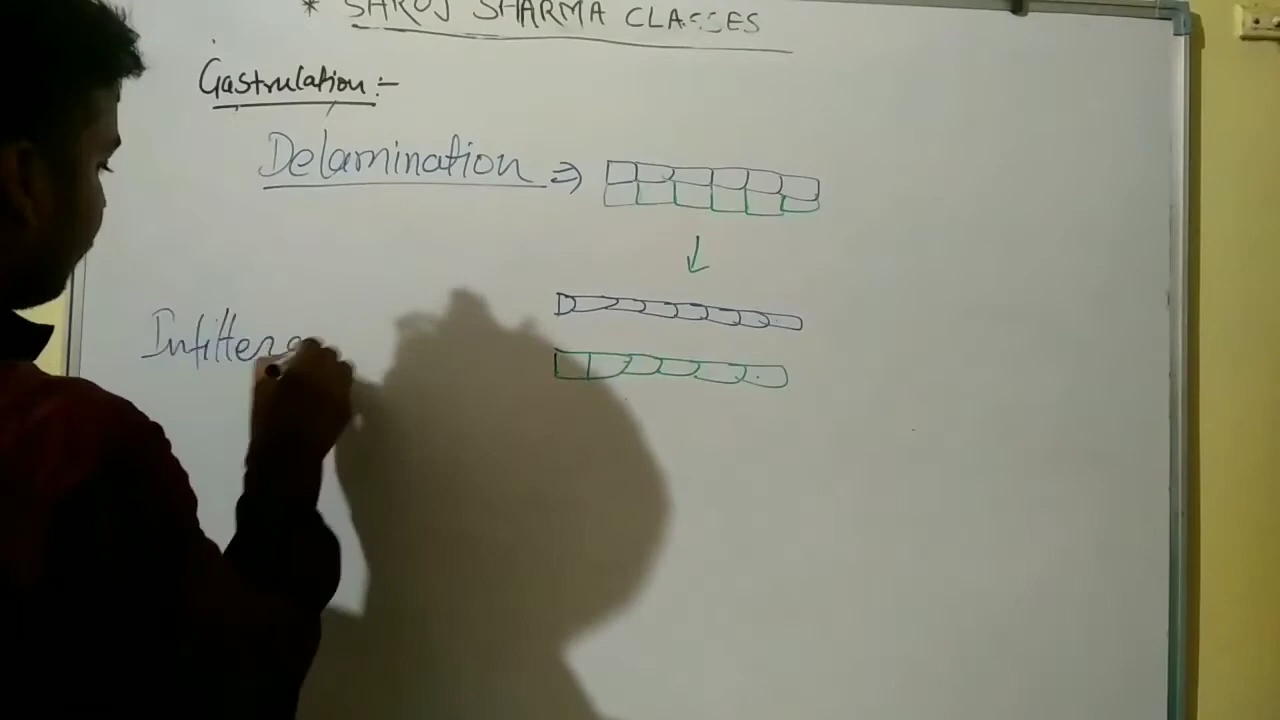 * SAROJ SHARMA CLASSES
Gastrulation :-
Delamination ⇒
Infiltera